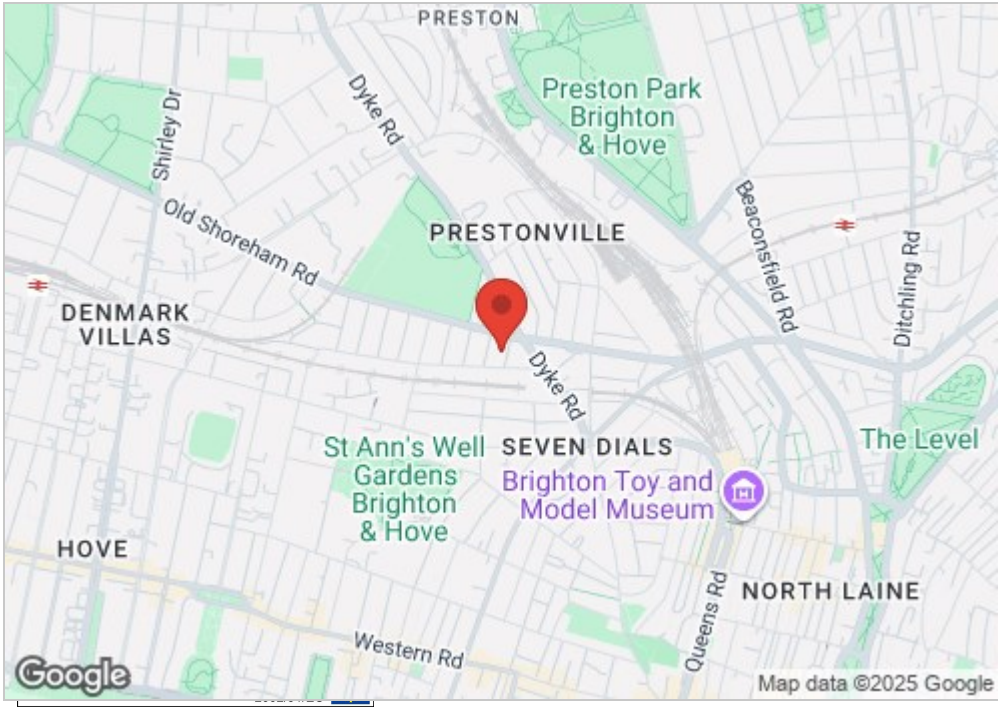 PRESTON
Dyke Rd
Preston Park
Brighton
& Hove
Shirley Dr
Old Shoreham Rd
PRESTONVILLE
Beaconsfield Rd
Ditchling Rd
DENMARK
VILLAS
Dyke Rd
St Ann's Well
Gardens
Brighton
& Hove
SEVEN DIALS
The Level
Brighton Toy and
Model Museum
HOVE
NORTH LAINE
Queens Rd
Western Rd
Google
Map data ©2025 Google